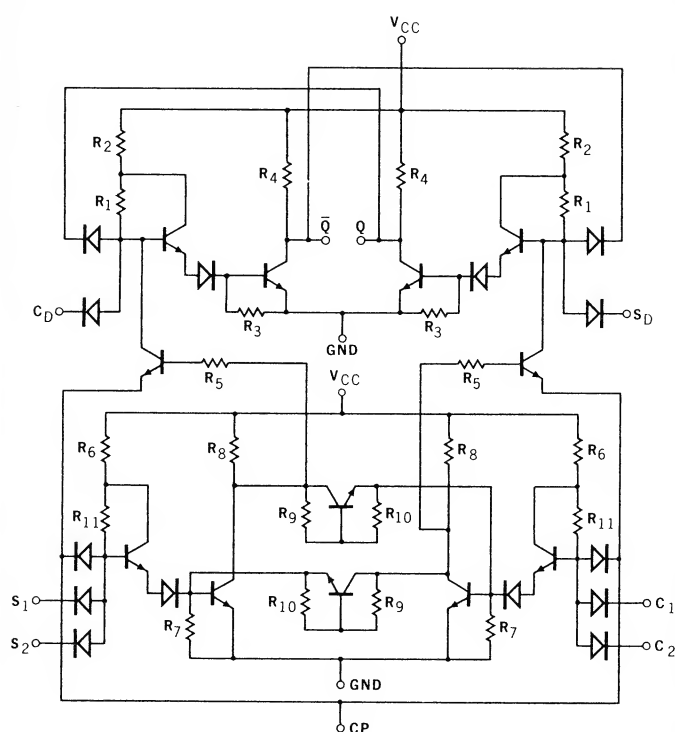 VCC
R2
R4
R4
R2
R1
R1
Q̅
Q
CD
SD
R3
R3
GND
R5
VCC
R5
R6
R8
R8
R6
R11
R9
R10
R11
S1
R10
R9
C1
S2
R7
R7
C2
GND
CP